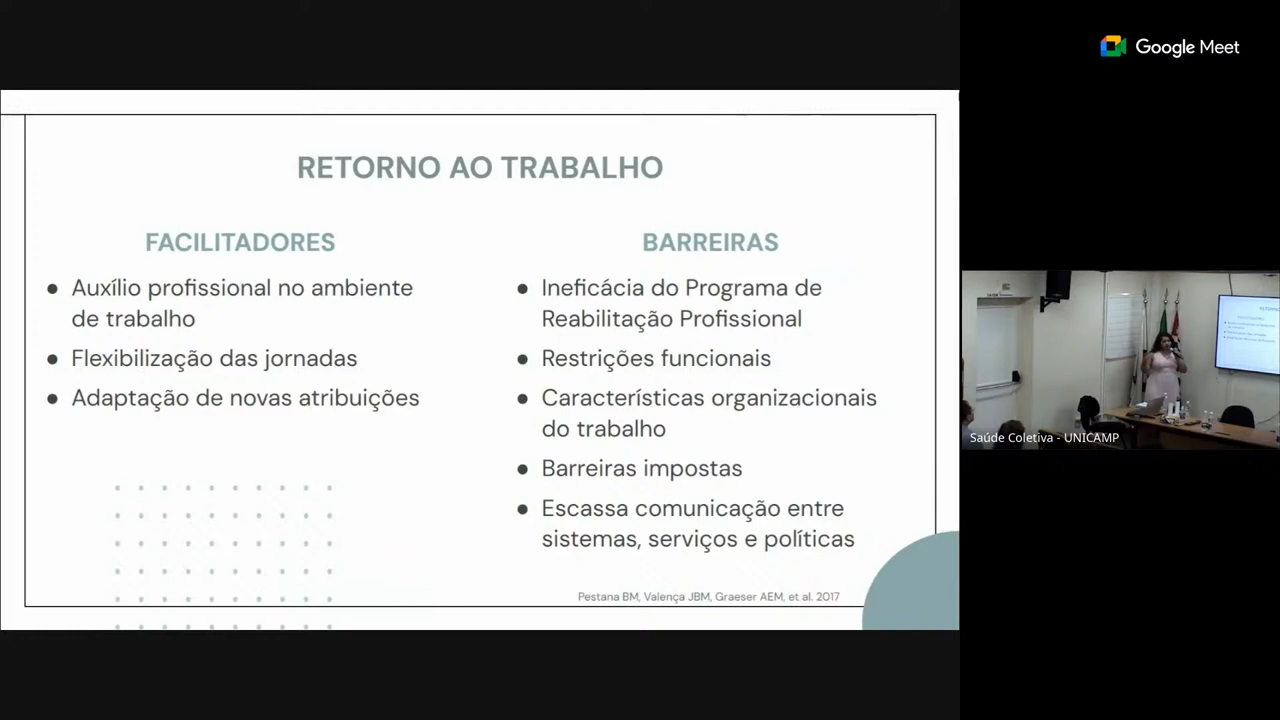 Google Meet
RETORNO AO TRABALHO
FACILITADORES
● Auxílio profissional no ambiente
de trabalho
● Flexibilização das jornadas
● Adaptação de novas atribuições
BARREIRAS
● Ineficácia do Programa de
Reabilitação Profissional
● Restrições funcionais
● Características organizacionais
do trabalho
● Barreiras impostas
● Escassa comunicação entre
sistemas, serviços e políticas
Pestana BM, Valença JBM, Graeser AEM, et al. 2017
Saúde Coletiva - UNICAMP